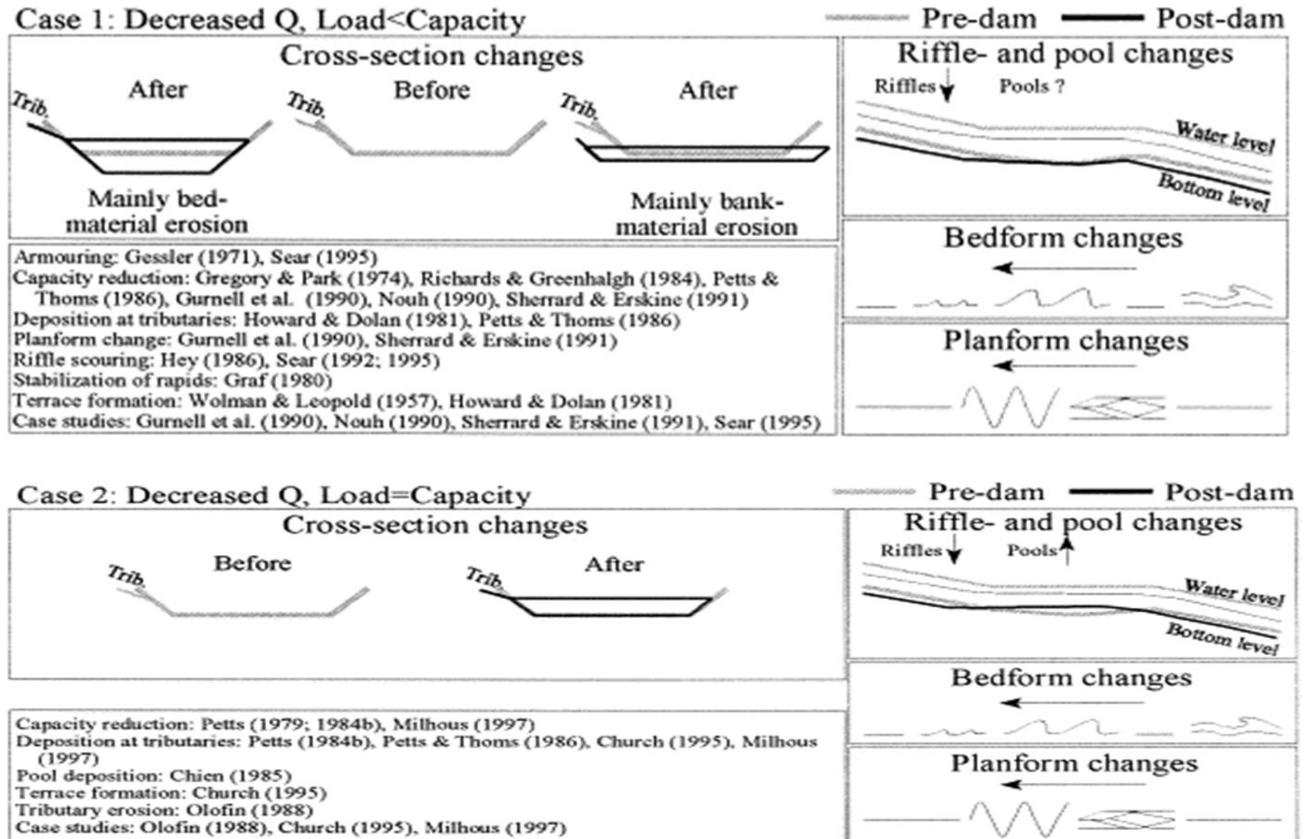 Case 1: Decreased Q, Load<Capacity
Pre-dam
Post-dam
Cross-section changes
After
Before
After
Trib.
Trib.
Trib.
Mainly bed-
material erosion
Mainly bank-
material erosion
Riffle- and pool changes
Riffles
Pools ?
Water level
Bottom level
Bedform changes
Planform changes
Armouring: Gessler (1971), Sear (1995)
Capacity reduction: Gregory & Park (1974), Richards & Greenhalgh (1984), Petts &
Thoms (1986), Gurnell et al. (1990), Nouh (1990), Sherrard & Erskine (1991)
Deposition at tributaries: Howard & Dolan (1981), Petts & Thoms (1986)
Planform change: Gurnell et al. (1990), Sherrard & Erskine (1991)
Riffle scouring: Hey (1986), Sear (1992; 1995)
Stabilization of rapids: Graf (1980)
Terrace formation: Wolman & Leopold (1957), Howard & Dolan (1981)
Case studies: Gurnell et al. (1990), Nouh (1990), Sherrard & Erskine (1991), Sear (1995)
Case 2: Decreased Q, Load=Capacity
Pre-dam
Post-dam
Cross-section changes
Before
After
Trib.
Trib.
Riffle- and pool changes
Riffles
Pools
Water level
Bottom level
Bedform changes
Planform changes
Capacity reduction: Petts (1979; 1984b), Milhous (1997)
Deposition at tributaries: Petts (1984b), Petts & Thoms (1986), Church (1995), Milhous
(1997)
Pool deposition: Chien (1985)
Terrace formation: Church (1995)
Tributary erosion: Olofin (1988)
Case studies: Olofin (1988), Church (1995), Milhous (1997)